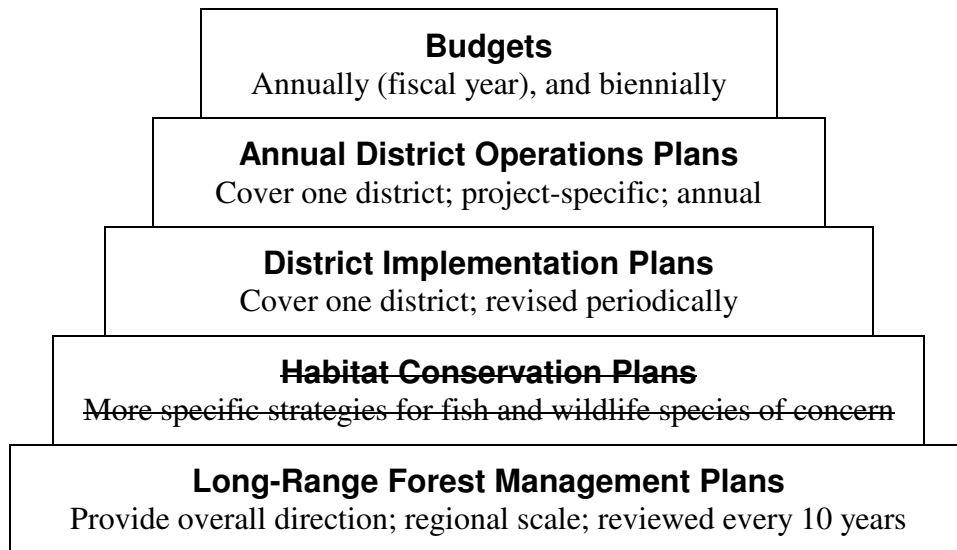 Budgets
Annually (fiscal year), and biennially
Annual District Operations Plans
Cover one district; project-specific; annual
District Implementation Plans
Cover one district; revised periodically
Habitat Conservation Plans
More specific strategies for fish and wildlife species of concern
Long-Range Forest Management Plans
Provide overall direction; regional scale; reviewed every 10 years